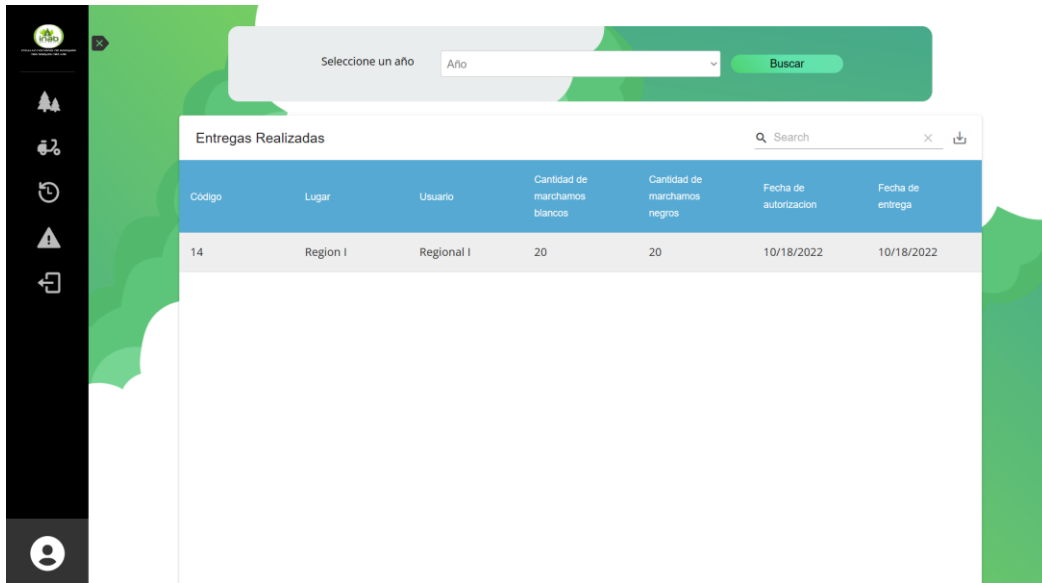 inab
Seleccione un año
Año
Buscar
Entregas Realizadas
Search
Código
Lugar
Usuario
Cantidad de
marchamos
blancos
Cantidad de
marchamos
negros
Fecha de
autorizacion
Fecha de
entrega
14
Region I
Regional I
20
20
10/18/2022
10/18/2022